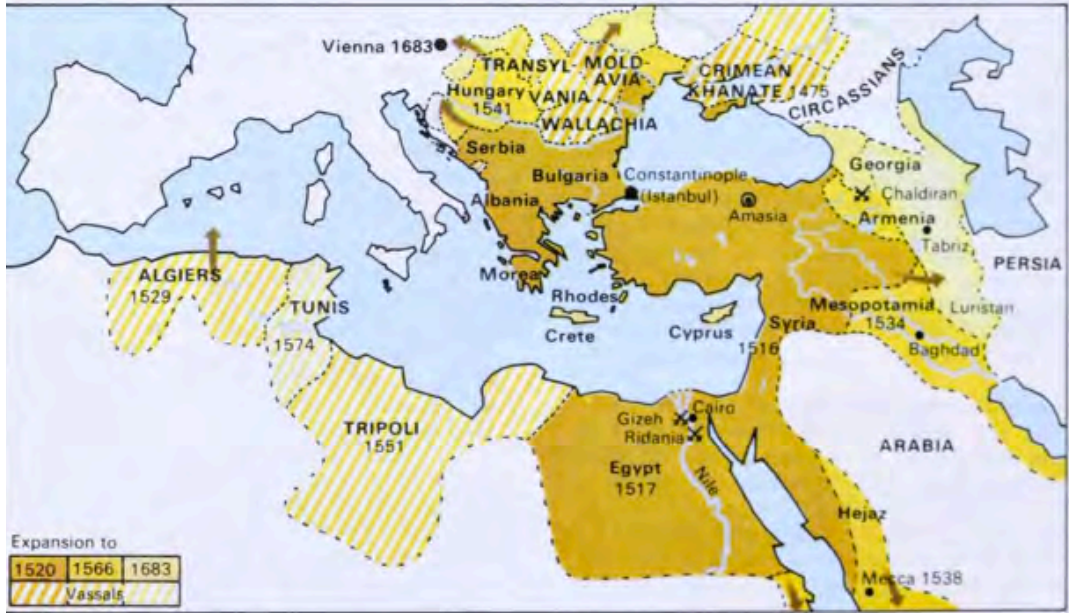 Vienna 1683
TRANSYL-
VANIA
MOLD
AVIA
Hungary
1541
WALLACHIA
CRIMEAN
KHANATE 1475
CIRCASSIANS
Serbia
Bulgaria
Albania
Constantinople
(Istanbul)
Amasia
Georgia
Chaldiran
Armenia
Tabriz
PERSIA
Luristan
Morea
Rhodes
Crete
Cyprus
Syria
1516
Mesopotamia
1534
Baghdad
ALGIERS
1529
TUNIS
1574
TRIPOLI
1551
Gizeh
Cairo
Ridania
Egypt
1517
Nile
ARABIA
Hejaz
Mecca 1538
Expansion to
1520 1566 1683
Vassals